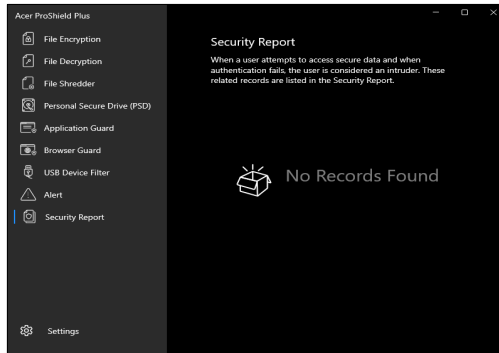 Acer ProShield Plus
File Encryption
File Decryption
File Shredder
Personal Secure Drive (PSD)
Application Guard
Browser Guard
USB Device Filter
Alert
Security Report
Settings
Security Report
When a user attempts to access secure data and when
authentication fails, the user is considered an intruder. These
related records are listed in the Security Report.
No Records Found